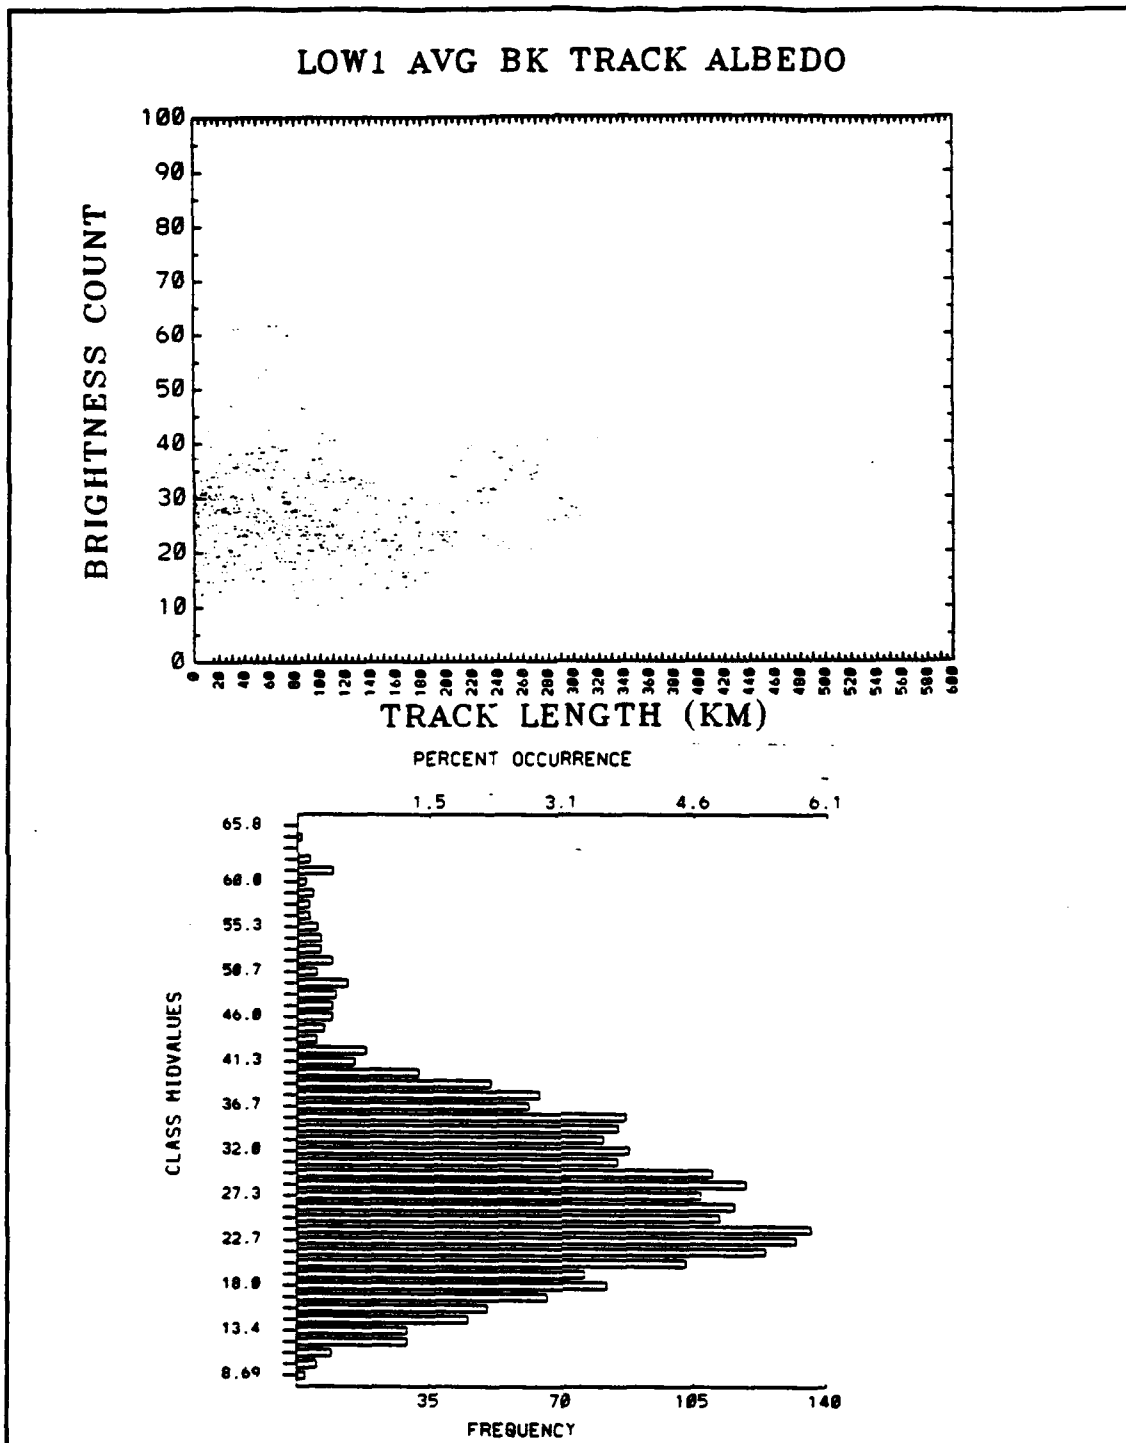 LOW1 AVG BK TRACK ALBEDO
100
90
80
70
60
50
40
30
20
10
0
BRIGHTNESS COUNT
0 20 40 60 80 100 120 140 160 180 200 220 240 260 280 300 320 340 360 380 400 420 440 460 480 500 520 540 560 580 600
TRACK LENGTH (KM)
PERCENT OCCURRENCE
1.5 3.1 4.6 6.1
65.8
60.0
55.3
50.7
46.0
41.3
36.7
32.0
27.3
22.7
18.0
13.4
8.69
CLASS MIDVALUES
35 70 105 140
FREQUENCY